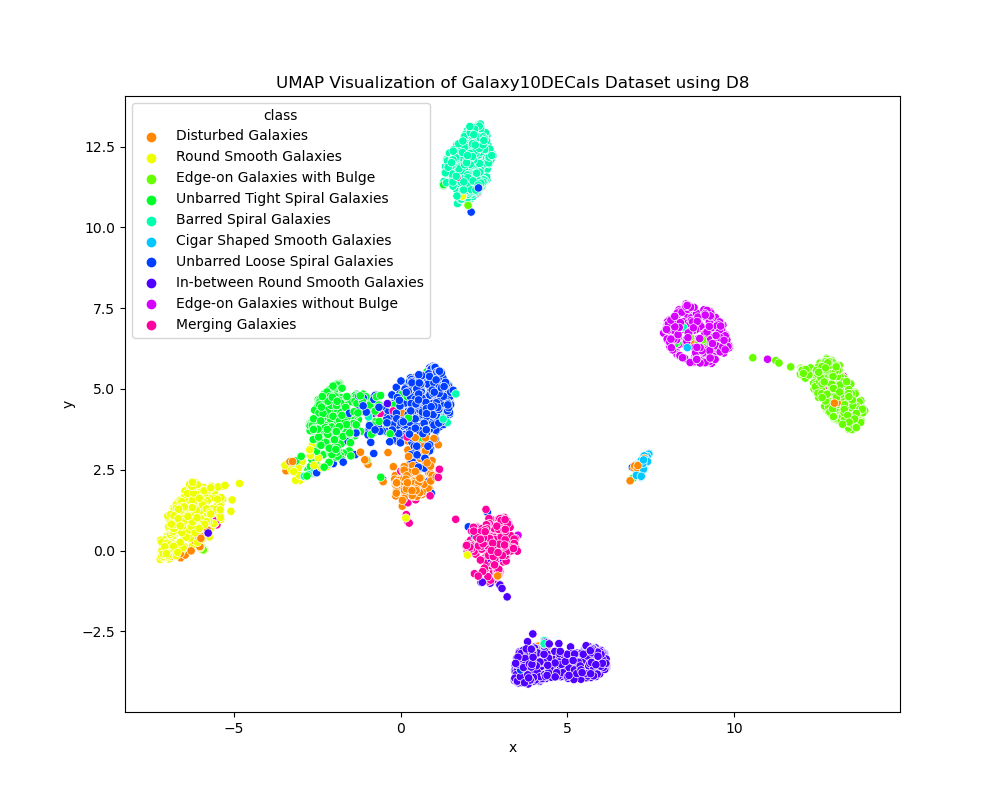 UMAP Visualization of Galaxy10DECals Dataset using D8
class
Disturbed Galaxies
Round Smooth Galaxies
Edge-on Galaxies with Bulge
Unbarred Tight Spiral Galaxies
Barred Spiral Galaxies
Cigar Shaped Smooth Galaxies
Unbarred Loose Spiral Galaxies
In-between Round Smooth Galaxies
Edge-on Galaxies without Bulge
Merging Galaxies
12.5
10.0
7.5
5.0
2.5
0.0
−2.5
y
−5
0
5
10
x